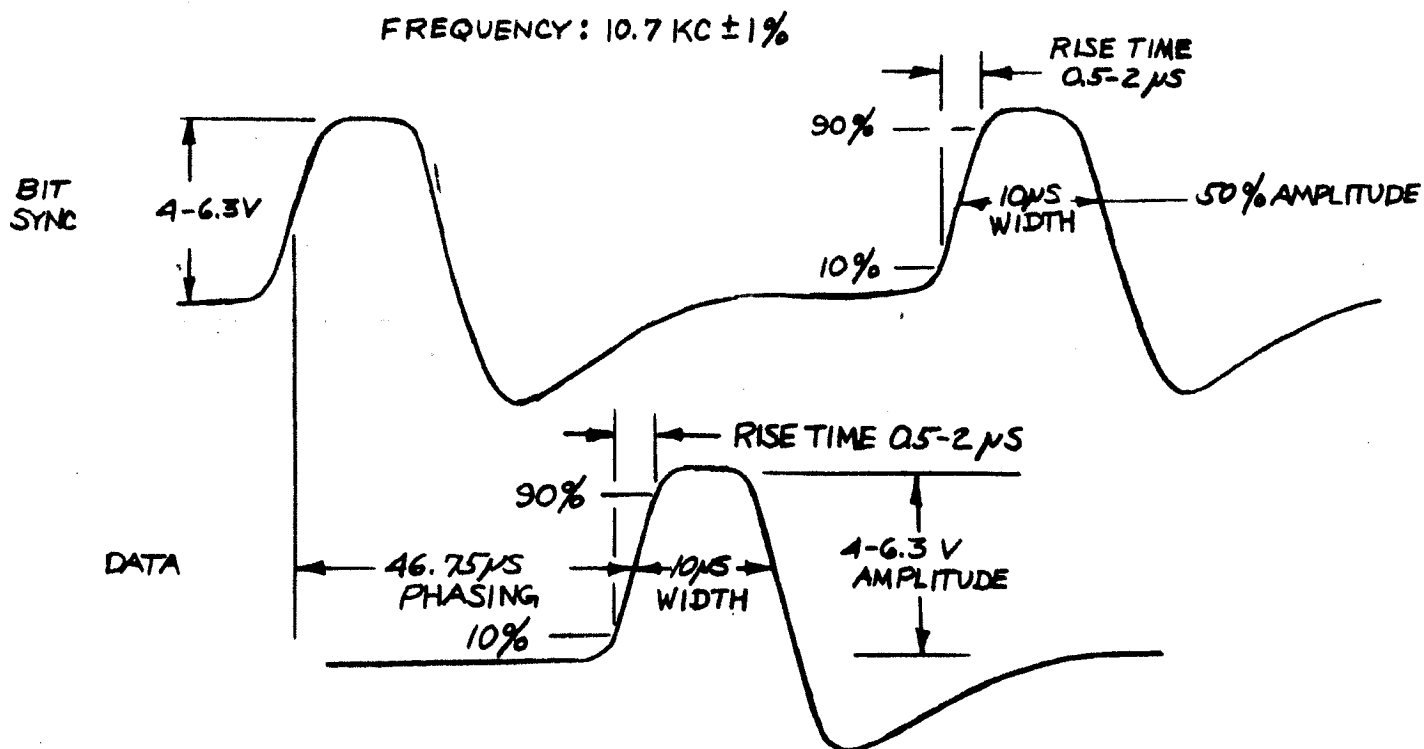 FREQUENCY: 10.7 KC ± 1%
RISE TIME
0.5-2 µS
90%
BIT
SYNC
4-6.3V
10µS
WIDTH
50% AMPLITUDE
10%
RISE TIME 0.5-2 µS
90%
DATA
46.75µS
PHASING
10µS
WIDTH
4-6.3 V
AMPLITUDE
10%